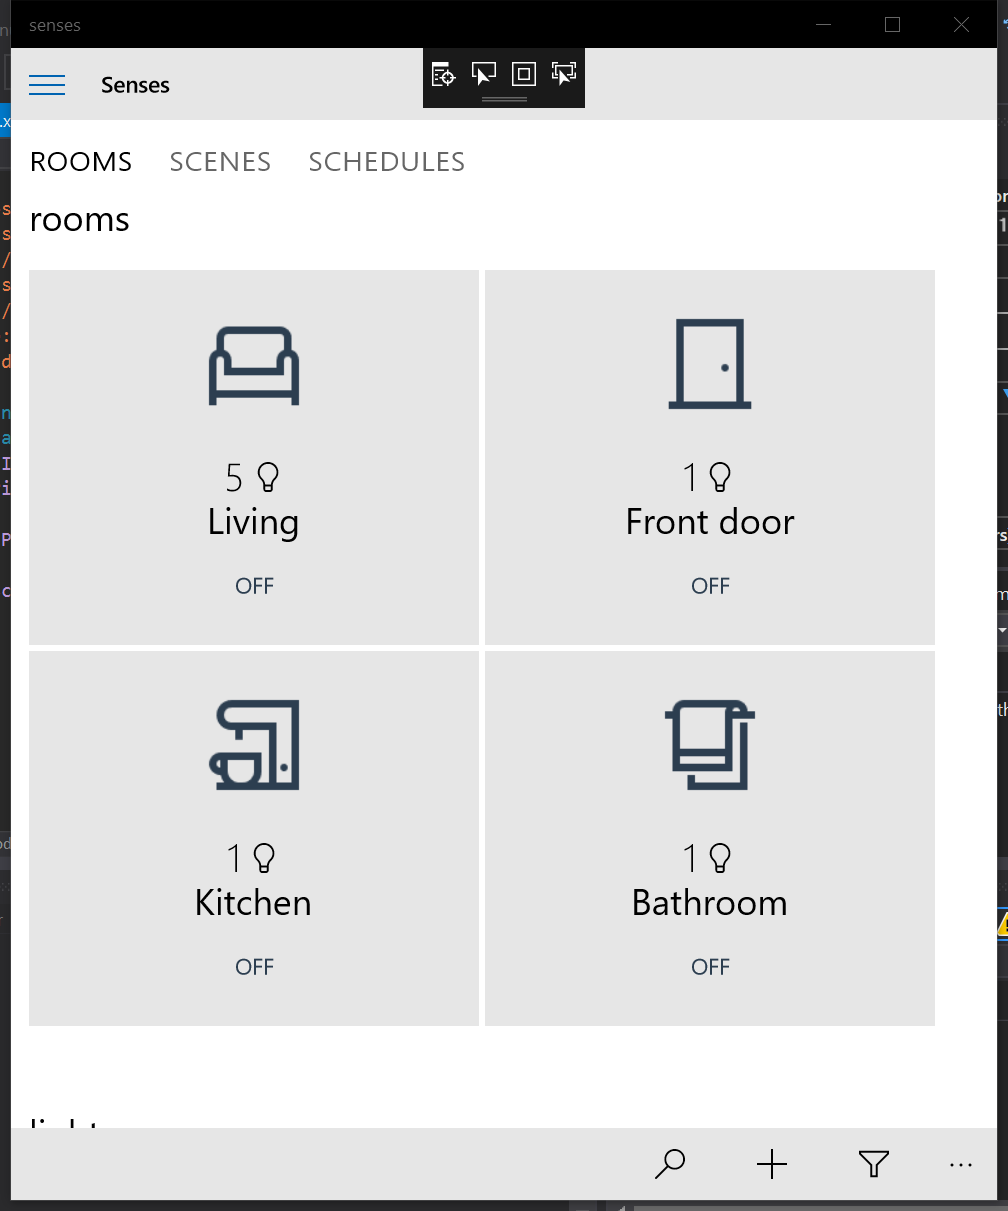 senses
Senses
ROOMS SCENES SCHEDULES
rooms
5
Living
OFF
1
Front door
OFF
1
Kitchen
OFF
1
Bathroom
OFF